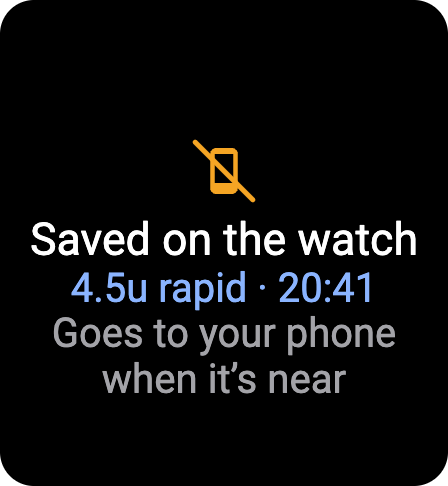 Saved on the watch
4.5u rapid · 20:41
Goes to your phone
when it’s near